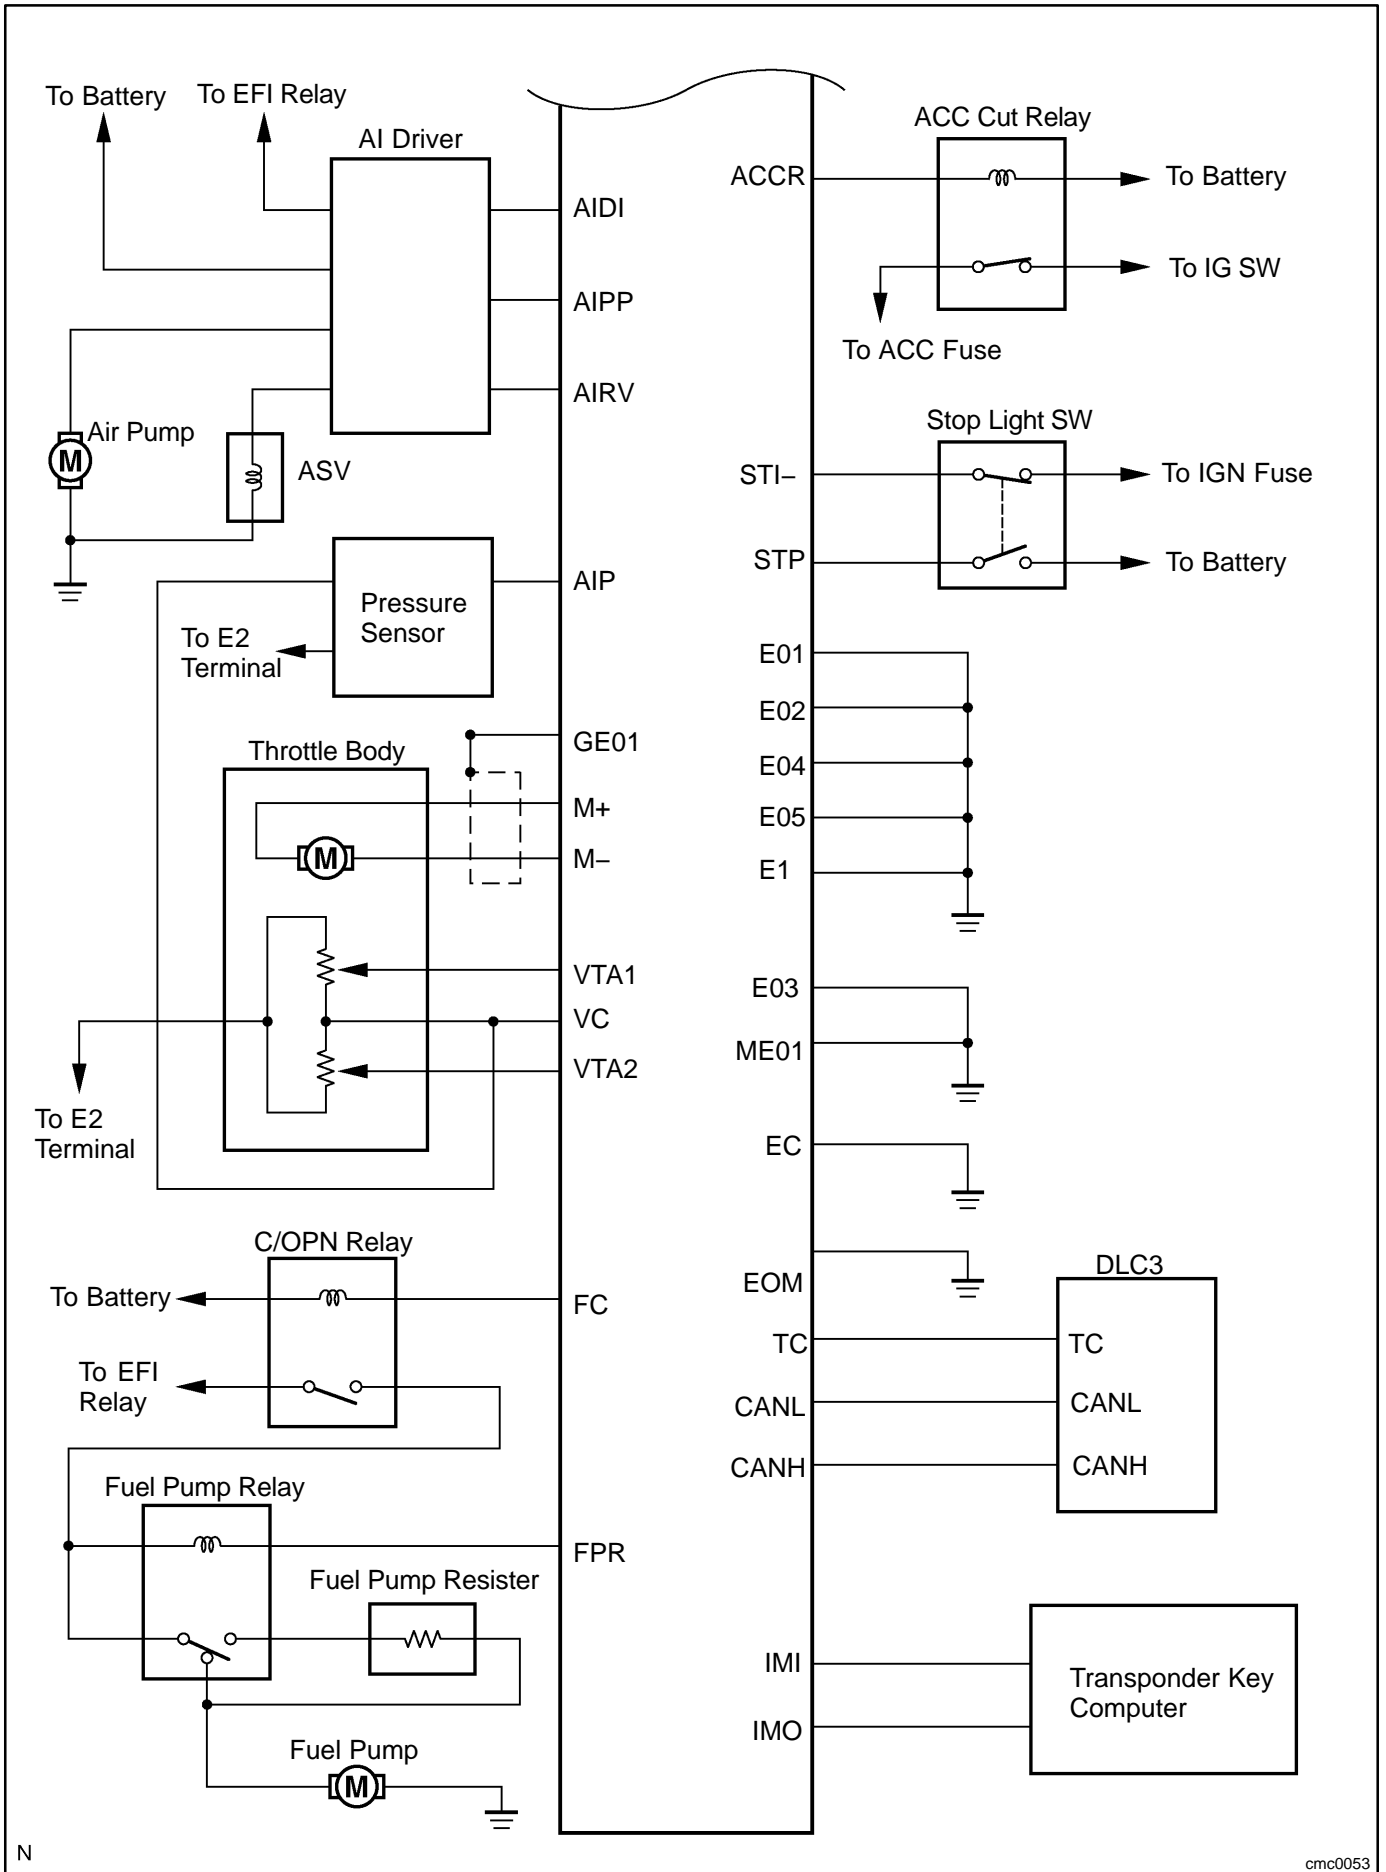 To Battery
To EFI Relay
AI Driver
AIDI
AIPP
AIRV
M
Air Pump
ASV
Pressure
Sensor
AIP
To E2
Terminal
Throttle Body
GE01
M+
M
M–
VTA1
VC
VTA2
To E2
Terminal
C/OPN Relay
To Battery
FC
To EFI
Relay
Fuel Pump Relay
FPR
Fuel Pump Resister
Fuel Pump
M
ACC Cut Relay
ACCR
To Battery
To IG SW
To ACC Fuse
Stop Light SW
STI–
To IGN Fuse
STP
To Battery
E01
E02
E04
E05
E1
E03
ME01
EC
EOM
DLC3
TC
TC
CANL
CANL
CANH
CANH
IMI
IMO
Transponder Key
Computer
N
cmc0053